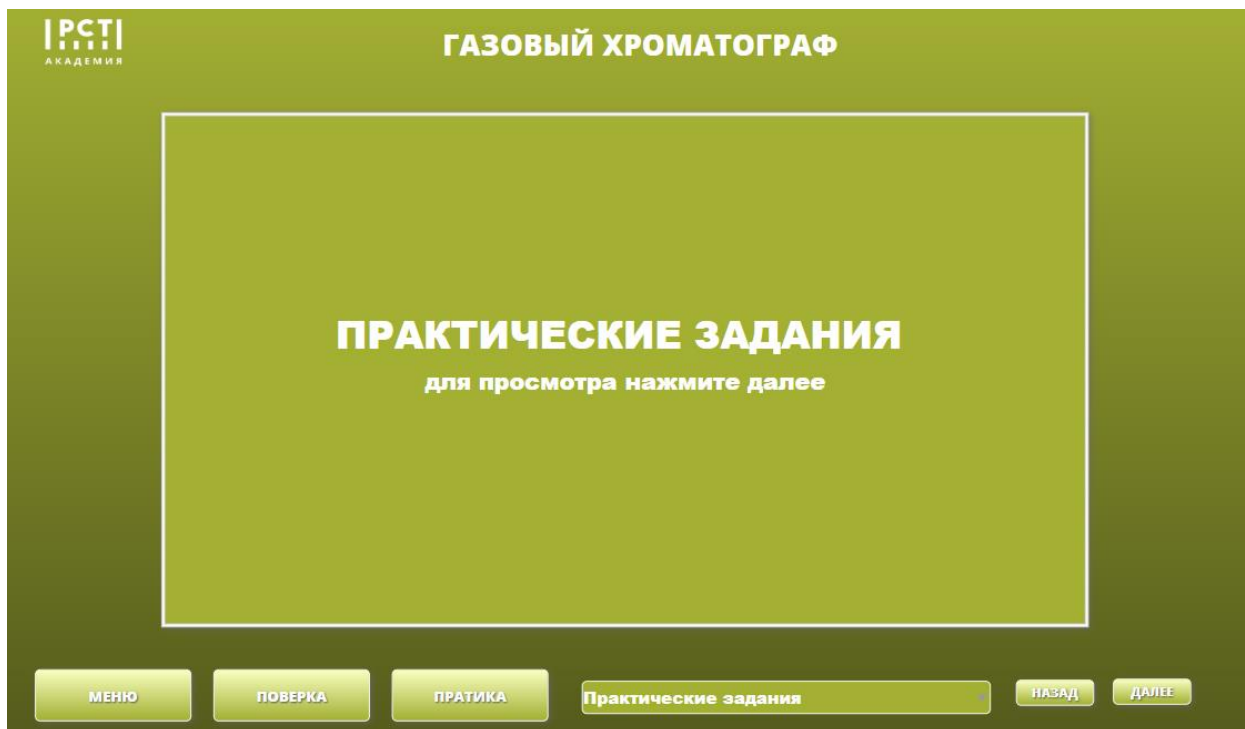 РСТ
АКАДЕМИЯ
ГАЗОВЫЙ ХРОМАТОГРАФ
ПРАКТИЧЕСКИЕ ЗАДАНИЯ
для просмотра нажмите далее
МЕНЮ
ПОВЕРКА
ПРАТИКА
Практические задания
НАЗАД
ДАЛЕЕ